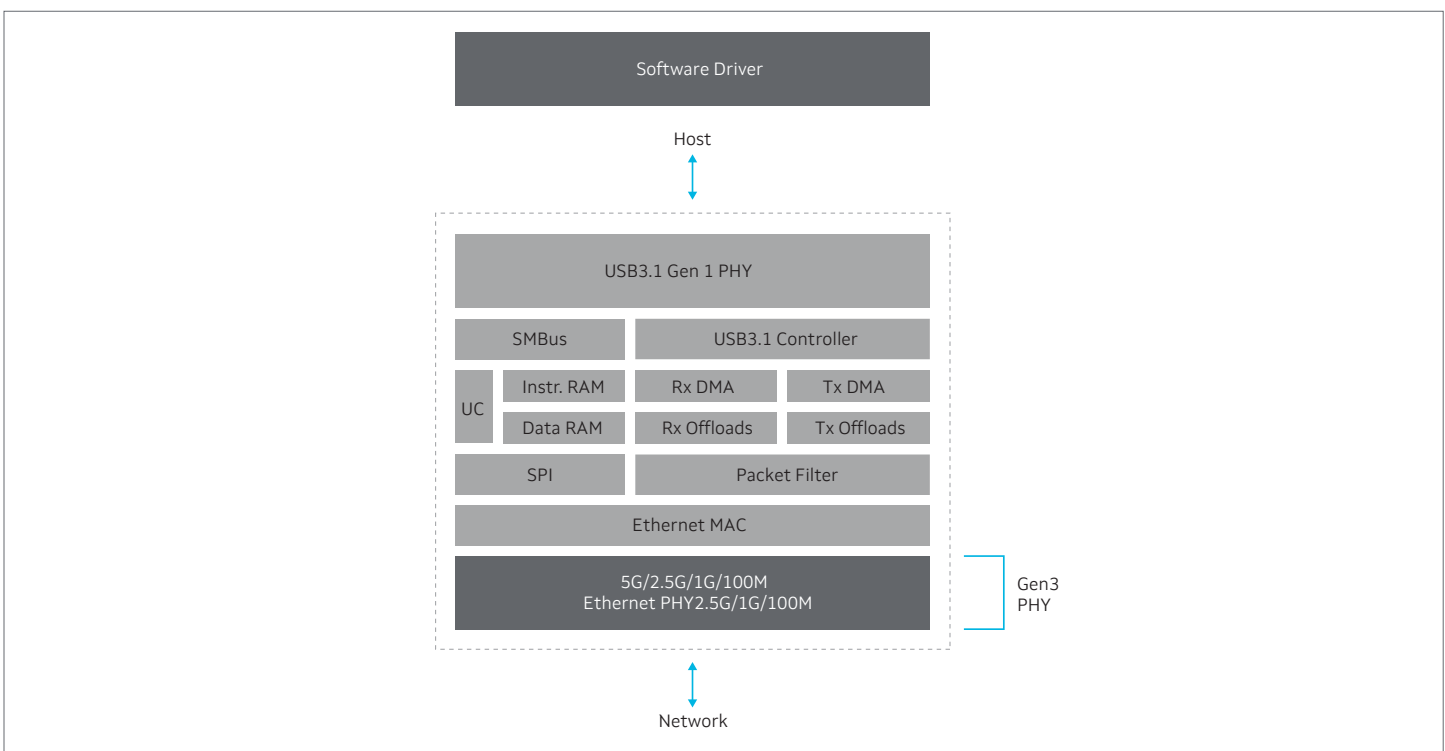 Software Driver
Host
USB3.1 Gen 1 PHY
SMBus
USB3.1 Controller
UC
Instr. RAM
Rx DMA
Tx DMA
Data RAM
Rx Offloads
Tx Offloads
SPI
Packet Filter
Ethernet MAC
5G/2.5G/1G/100M
Ethernet PHY2.5G/1G/100M
Gen3
PHY
Network